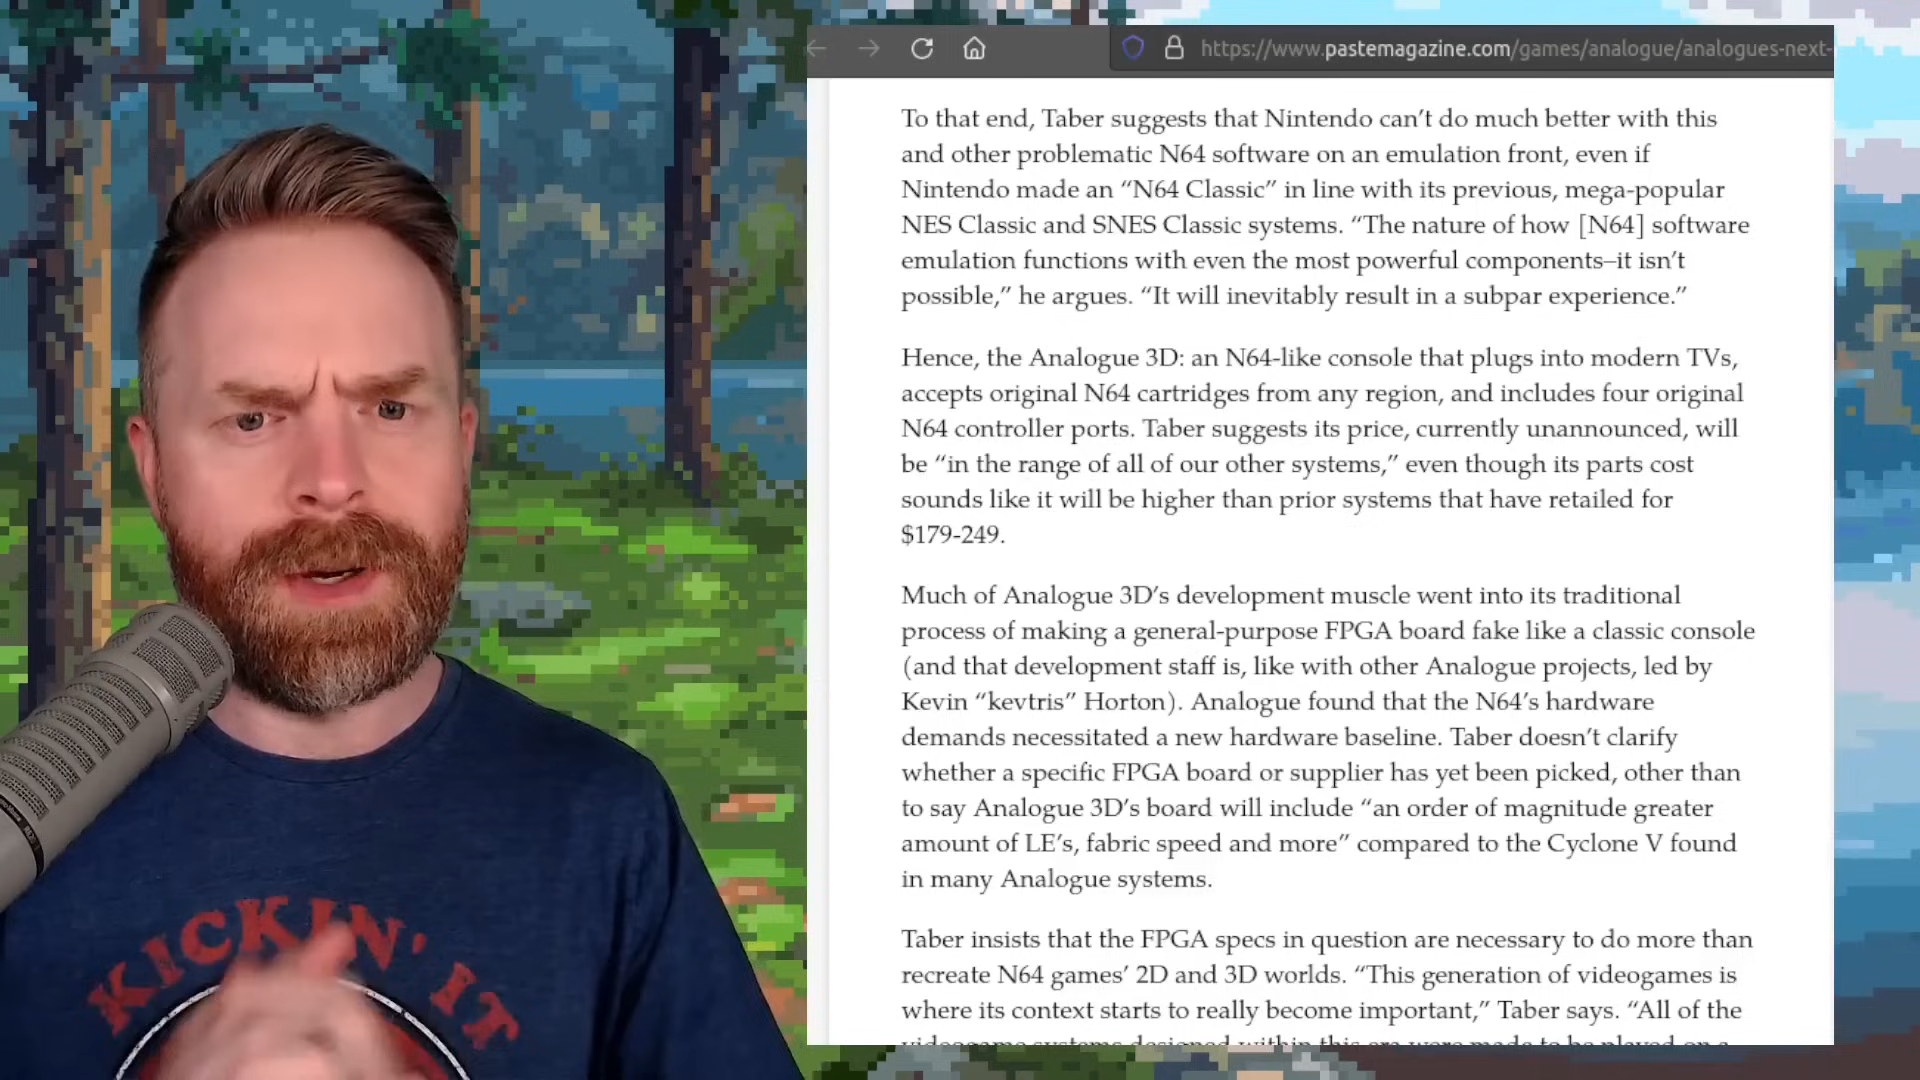 https://www.pastemagazine.com/games/analogue/analogues-next-
To that end, Taber suggests that Nintendo can’t do much better with this
and other problematic N64 software on an emulation front, even if
Nintendo made an “N64 Classic” in line with its previous, mega-popular
NES Classic and SNES Classic systems. “The nature of how [N64] software
emulation functions with even the most powerful components–it isn’t
possible,” he argues. “It will inevitably result in a subpar experience.”
Hence, the Analogue 3D: an N64-like console that plugs into modern TVs,
accepts original N64 cartridges from any region, and includes four original
N64 controller ports. Taber suggests its price, currently unannounced, will
be “in the range of all of our other systems,” even though its parts cost
sounds like it will be higher than prior systems that have retailed for
$179-249.
Much of Analogue 3D’s development muscle went into its traditional
process of making a general-purpose FPGA board fake like a classic console
(and that development staff is, like with other Analogue projects, led by
Kevin “kevtris” Horton). Analogue found that the N64’s hardware
demands necessitated a new hardware baseline. Taber doesn’t clarify
whether a specific FPGA board or supplier has yet been picked, other than
to say Analogue 3D’s board will include “an order of magnitude greater
amount of LE’s, fabric speed and more” compared to the Cyclone V found
in many Analogue systems.
Taber insists that the FPGA specs in question are necessary to do more than
recreate N64 games’ 2D and 3D worlds. “This generation of videogames is
where its context starts to really become important,” Taber says. “All of the
videogame systems designed within this era were made to be played on a
KICKIN' IT